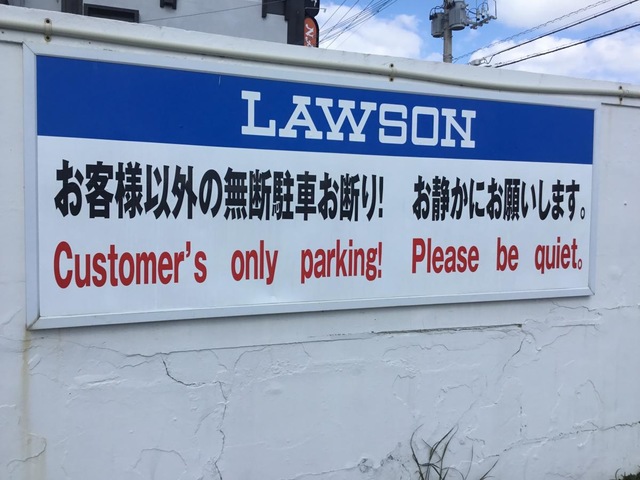 LAWSON
お客様以外の無断駐車お断り! お静かにお願いします。
Customer's only parking! Please be quiet。